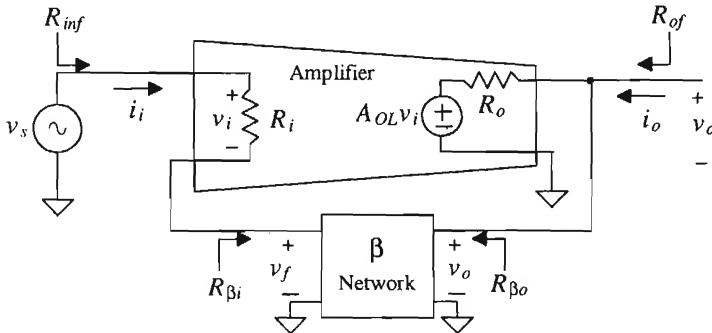 R_inf
R_of
Amplifier
i_i
v_s
+
v_i
−
R_i
A_OL v_i
+
−
R_o
i_o
+
v_o
−
R_βi
+
v_f
−
β
Network
+
v_o
−
R_βo